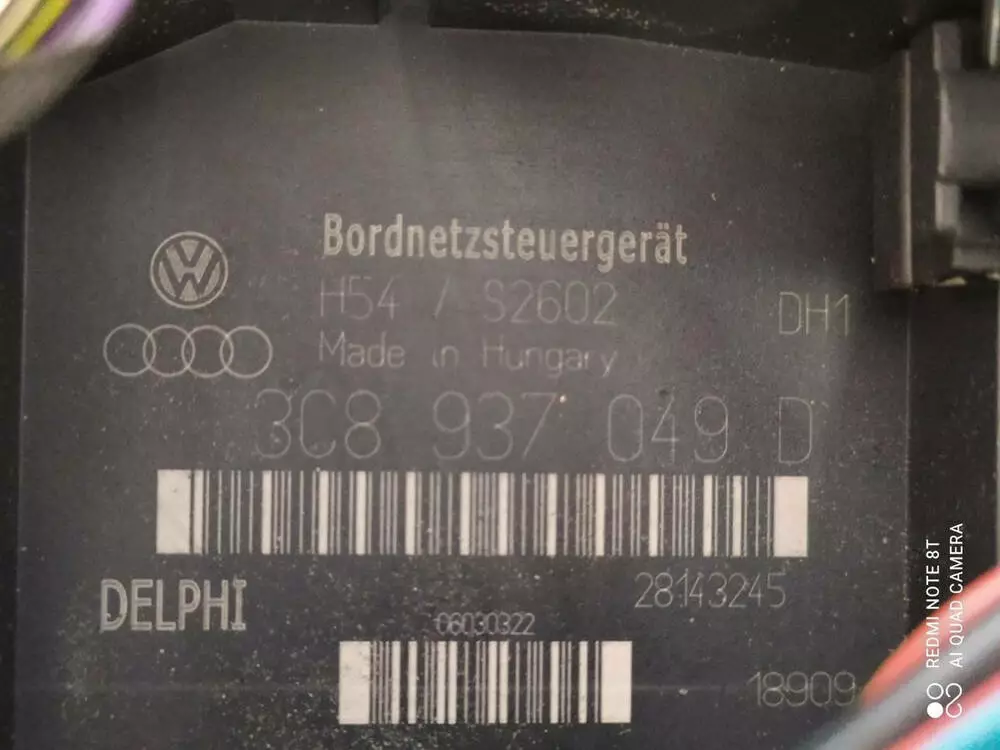 Bordnetzsteuergerät
H54 / S2602
DH1
Made in Hungary
3C8 937 049 D
DELPHI
28143245
06030322
18909
REDMI NOTE 8T
AI QUAD CAMERA